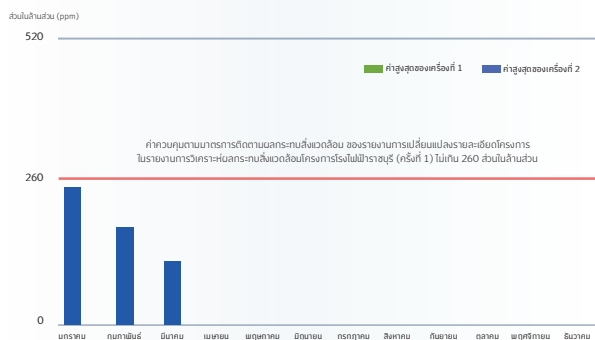 ส่วนในล้านส่วน (ppm)
520
ค่าสูงสุดของเครื่องที่ 1
ค่าสูงสุดของเครื่องที่ 2
ค่าควบคุมตามมาตรการติดตามผลกระทบสิ่งแวดล้อม ของรายงานการเปลี่ยนแปลงรายละเอียดโครงการ
ในรายงานการวิเคราะห์ผลกระทบสิ่งแวดล้อมโครงการโรงไฟฟ้าราชบุรี (ครั้งที่ 1) ไม่เกิน 260 ส่วนในล้านส่วน
260
0
มกราคม กุมภาพันธ์ มีนาคม เมษายน พฤษภาคม มิถุนายน กรกฎาคม สิงหาคม กันยายน ตุลาคม พฤศจิกายน ธันวาคม